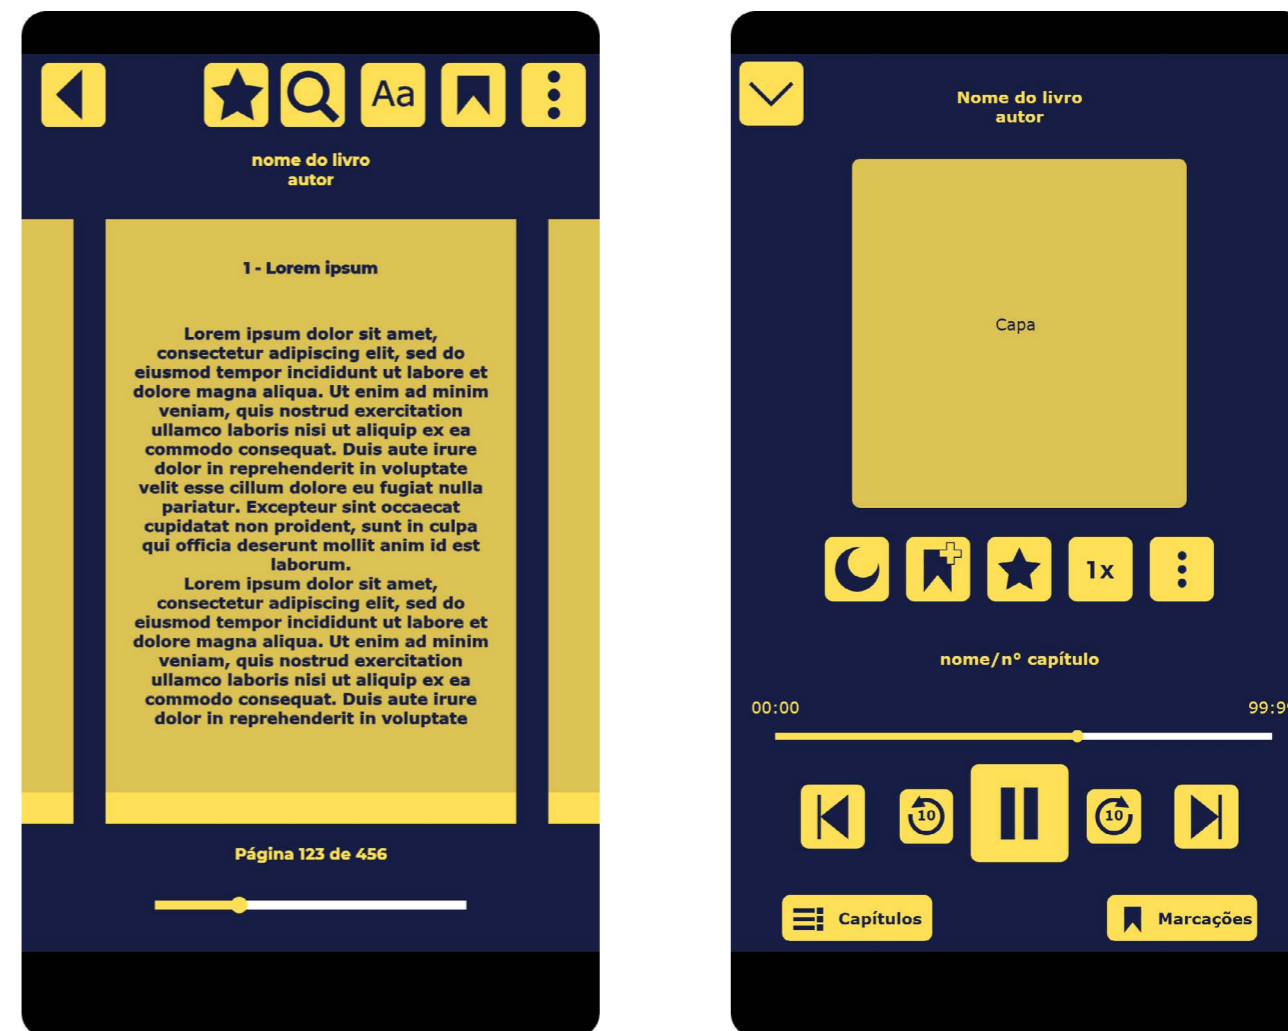 Aa
nome do livro
autor
1 - Lorem ipsum
Lorem ipsum dolor sit amet,
consectetur adipiscing elit, sed do
eiusmod tempor incididunt ut labore et
dolore magna aliqua. Ut enim ad minim
veniam, quis nostrud exercitation
ullamco laboris nisi ut aliquip ex ea
commodo consequat. Duis aute irure
dolor in reprehenderit in voluptate
velit esse cillum dolore eu fugiat nulla
pariatur. Excepteur sint occaecat
cupidatat non proident, sunt in culpa
qui officia deserunt mollit anim id est
laborum.
Lorem ipsum dolor sit amet,
consectetur adipiscing elit, sed do
eiusmod tempor incididunt ut labore et
dolore magna aliqua. Ut enim ad minim
veniam, quis nostrud exercitation
ullamco laboris nisi ut aliquip ex ea
commodo consequat. Duis aute irure
dolor in reprehenderit in voluptate
Página 123 de 456
Nome do livro
autor
Capa
1x
nome/n° capítulo
00:00 99:99
10 10
Capítulos Marcações